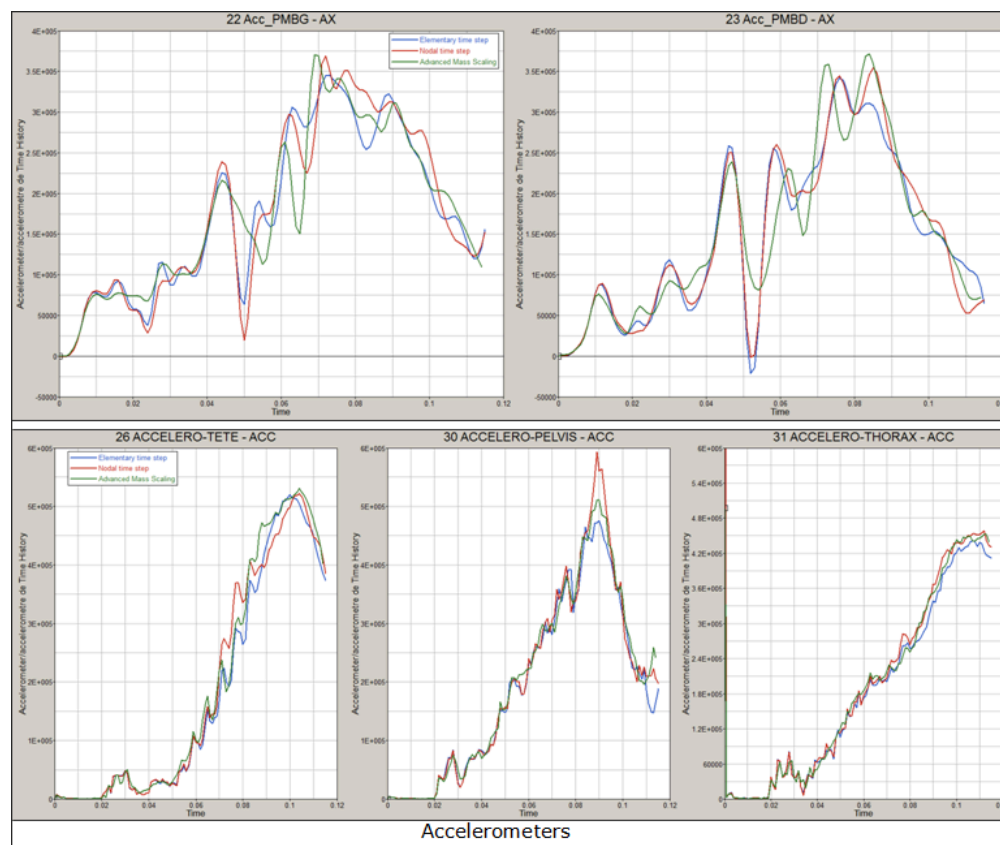 22 Acc_PMBG - AX
4E+005
3.5E+005
3E+005
2.5E+005
2E+005
1.5E+005
1E+005
50000
0
-50000
Accelerometer/accelerometre de Time History
Elementary time step
Nodal time step
Advanced Mass Scaling
0 0.02 0.04 0.06 0.08 0.1 0.12
Time
23 Acc_PMBD - AX
4E+005
3.5E+005
3E+005
2.5E+005
2E+005
1.5E+005
1E+005
50000
0
-50000
Accelerometer/accelerometre de Time History
0 0.02 0.04 0.06 0.08 0.1
Time
26 ACCELERO-TETE - ACC
6E+005
5E+005
4E+005
3E+005
2E+005
1E+005
0
Accelerometer/accelerometre de Time History
Elementary time step
Nodal time step
Advanced Mass Scaling
0 0.02 0.04 0.06 0.08 0.1 0.12
Time
30 ACCELERO-PELVIS - ACC
6E+005
5E+005
4E+005
3E+005
2E+005
1E+005
0
Accelerometer/accelerometre de Time History
0 0.02 0.04 0.06 0.08 0.1 0.12
Time
31 ACCELERO-THORAX - ACC
6E+005
5.4E+005
4.8E+005
4.2E+005
3.6E+005
3E+005
2.4E+005
1.8E+005
1.2E+005
60000
0
Accelerometer/accelerometre de Time History
0 0.02 0.04 0.06 0.08 0.1
Time
Accelerometers